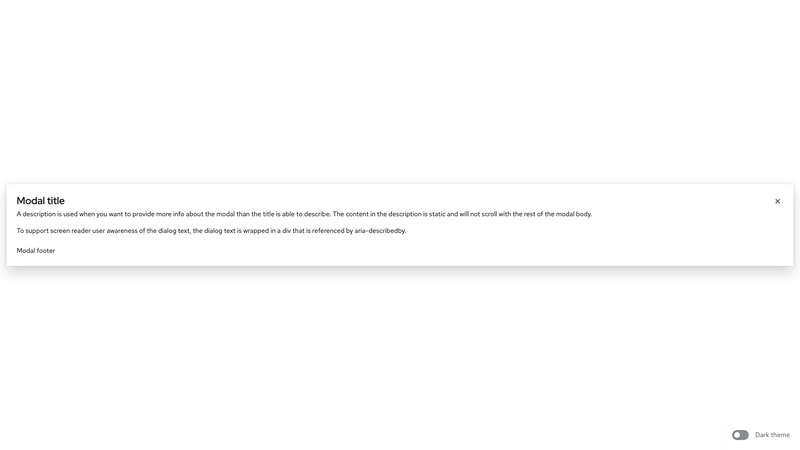 Modal title
A description is used when you want to provide more info about the modal than the title is able to describe. The content in the description is static and will not scroll with the rest of the modal body.
To support screen reader user awareness of the dialog text, the dialog text is wrapped in a div that is referenced by aria-describedby.
Modal footer
Dark theme